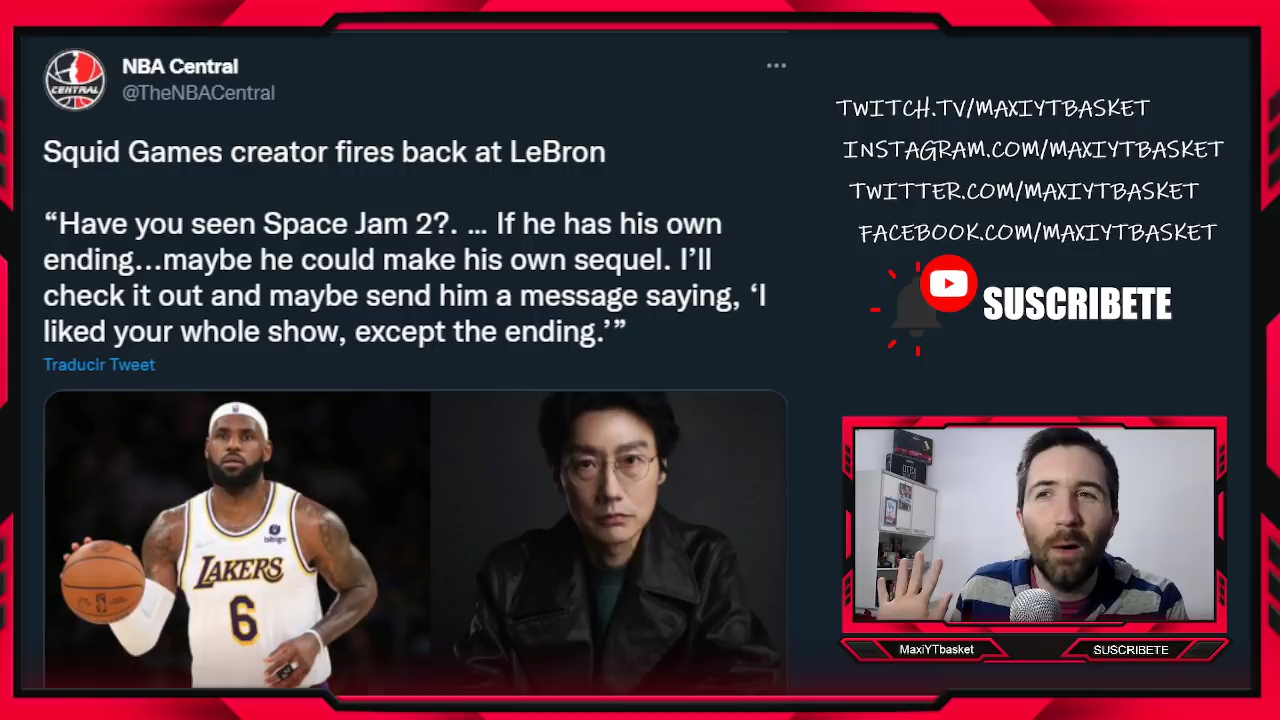 NBA Central
@TheNBACentral
CENTRAL
Squid Games creator fires back at LeBron
“Have you seen Space Jam 2?. ... If he has his own
ending...maybe he could make his own sequel. I’ll
check it out and maybe send him a message saying, ‘I
liked your whole show, except the ending.’”
Traducir Tweet
bibigo
LAKERS
6
TWITCH.TV/MAXIYTBASKET
INSTAGRAM.COM/MAXIYTBASKET
TWITTER.COM/MAXIYTBASKET
FACEBOOK.COM/MAXIYTBASKET
SUSCRIBETE
MaxiYTbasket
SUSCRIBETE